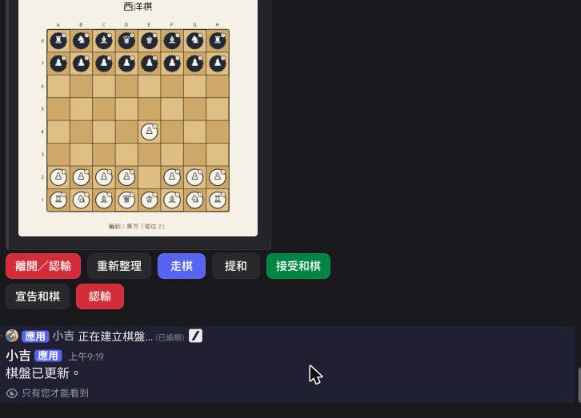 西洋棋
A B C D E F G H
8
7
6
5
4
3
2
1
輪到:黑方(座位 2)
離開／認輸 重新整理 走棋 提和 接受和棋
宣告和棋 認輸
應用 小吉 正在建立棋盤... (已編輯)
小吉 應用 上午9:19
棋盤已更新。
只有您才能看到